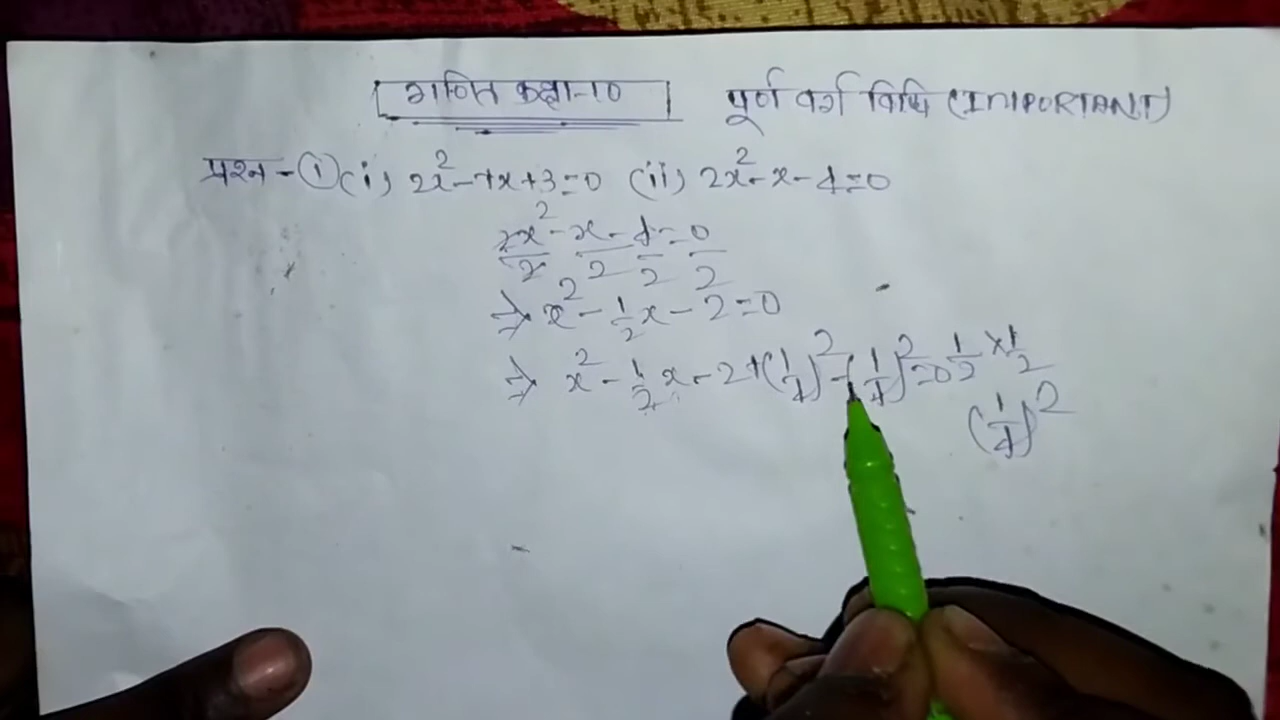 गणित कक्षा-10 पूर्ण वर्ग विधि (IMPORTANT)
प्रश्न-① (i) 2x²-7x+3=0 (ii) 2x²-x-4=0
2x²/2 - x/2 - 4/2 = 0/2
⇒ x² - 1/2x - 2 = 0
⇒ x² - 1/2x - 2 + (1/4)² - (1/4)² = 0 1/2 × 1/2
(1/4)²